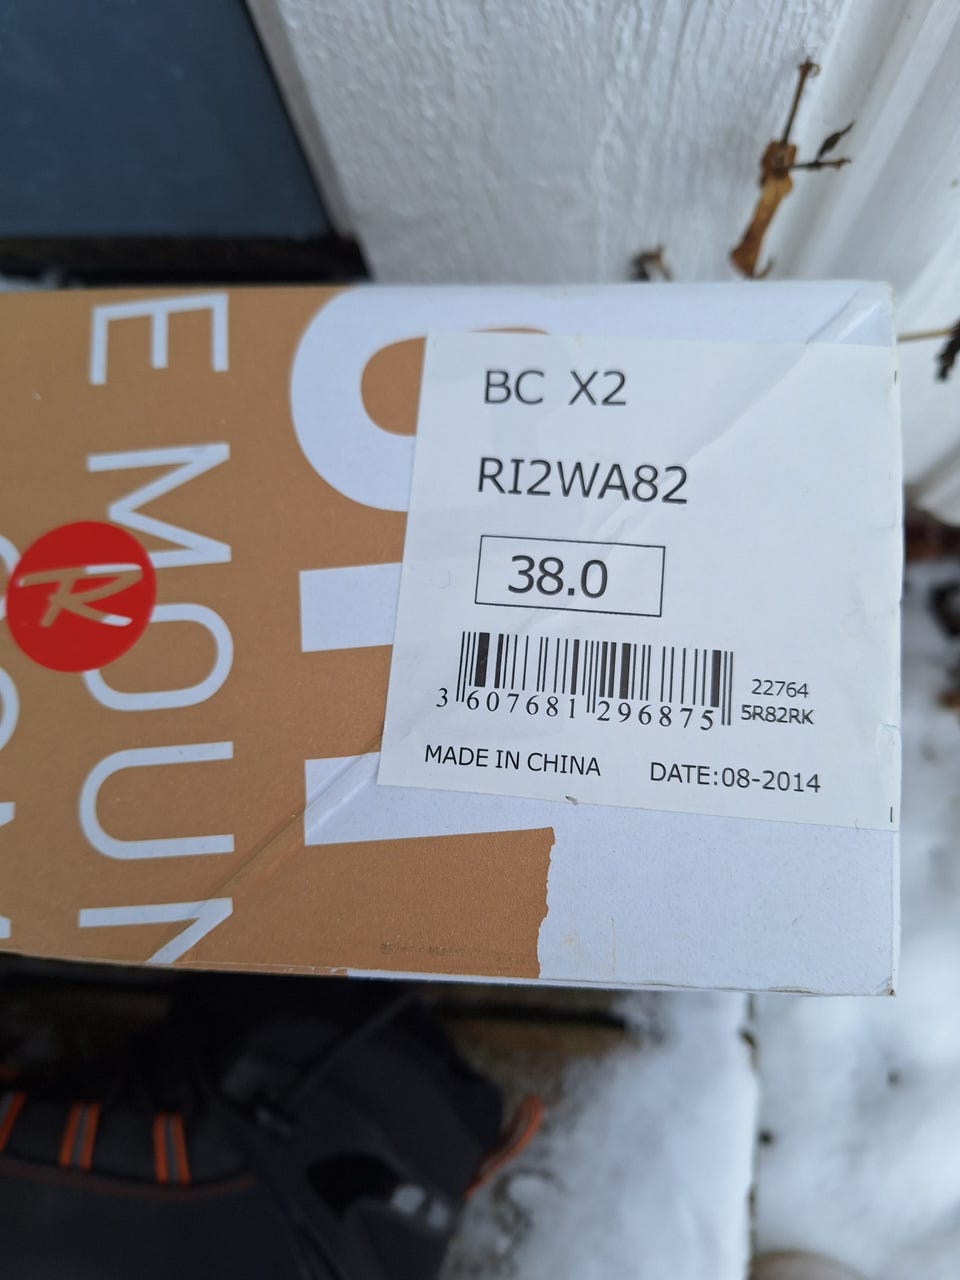 BC X2
RI2WA82
38.0
3 607681 296875
22764
5R82RK
MADE IN CHINA
DATE:08-2014
R